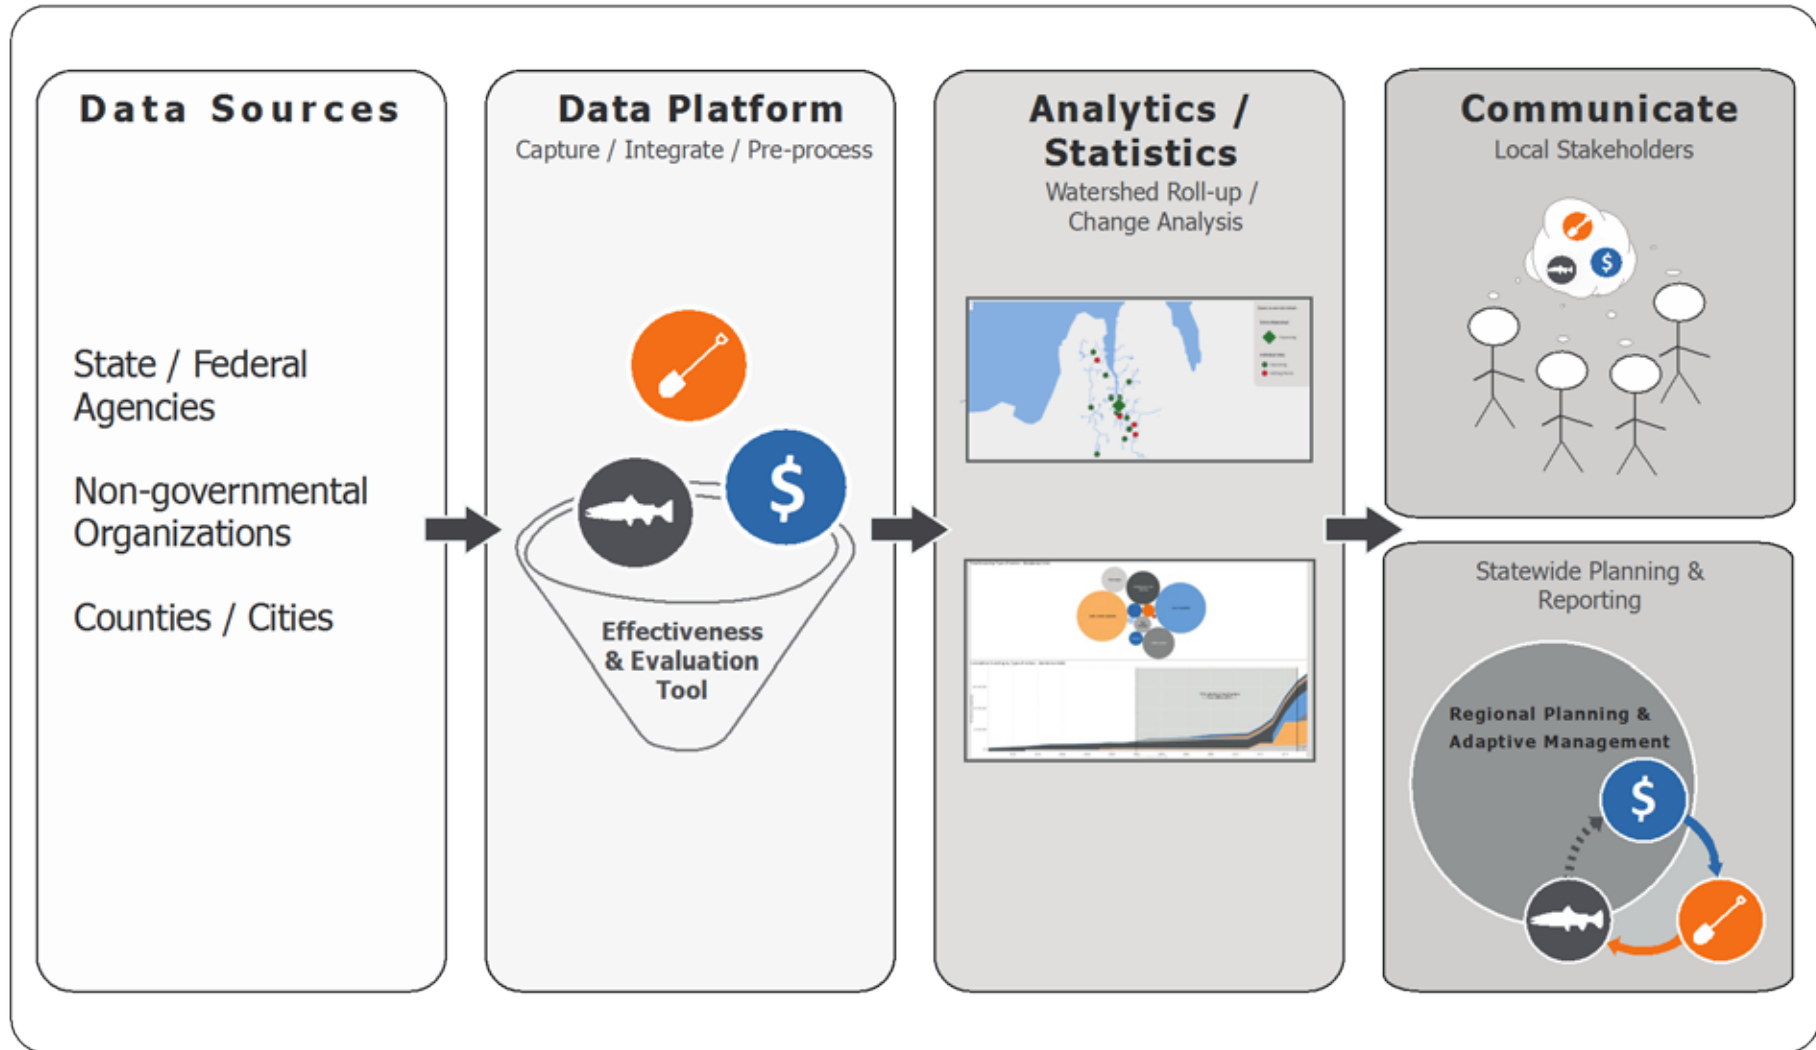 Data Sources
State / Federal
Agencies
Non-governmental
Organizations
Counties / Cities
Data Platform
Capture / Integrate / Pre-process
$
Effectiveness
& Evaluation
Tool
Analytics /
Statistics
Watershed Roll-up /
Change Analysis
Communicate
Local Stakeholders
$
Statewide Planning &
Reporting
Regional Planning &
Adaptive Management
$